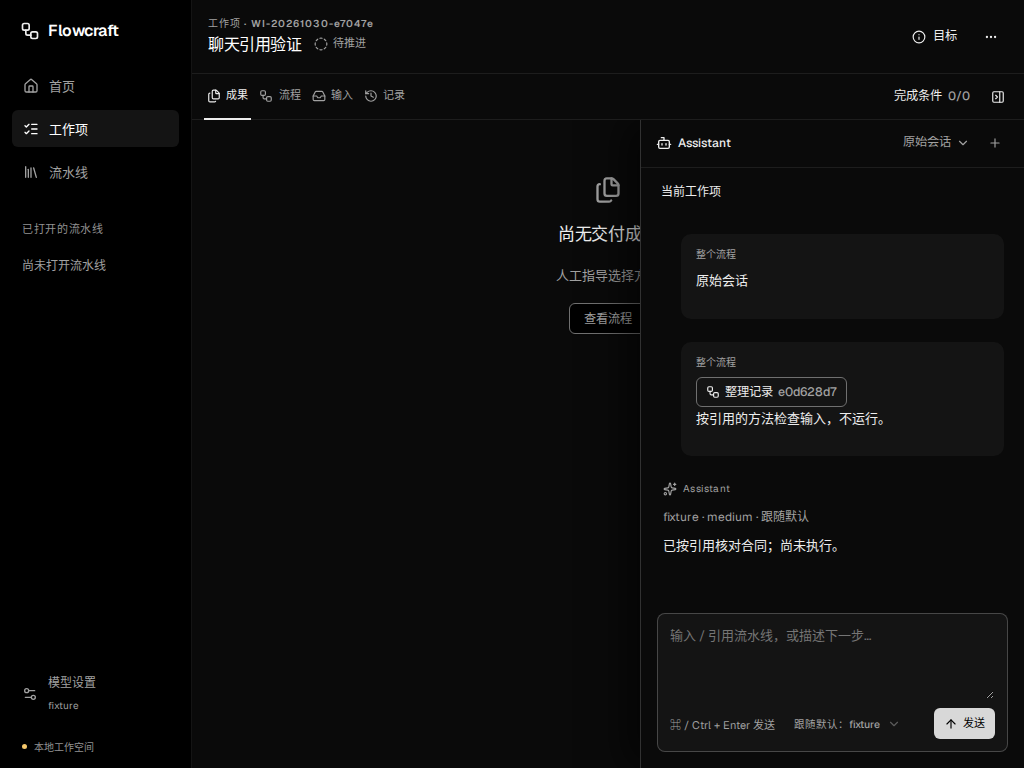 Flowcraft
首页
工作项
流水线
已打开的流水线
尚未打开流水线
模型设置
fixture
本地工作空间
工作项 · WI-20261030-e7047e
聊天引用验证 待推进
目标
成果 流程 输入 记录
完成条件 0/0
尚无交付成
人工指导选择
查看流程
Assistant
原始会话
当前工作项
整个流程
原始会话
整个流程
整理记录 e0d628d7
按引用的方法检查输入，不运行。
Assistant
fixture · medium · 跟随默认
已按引用核对合同；尚未执行。
输入 / 引用流水线，或描述下一步…
⌘ / Ctrl + Enter 发送 跟随默认：fixture
发送